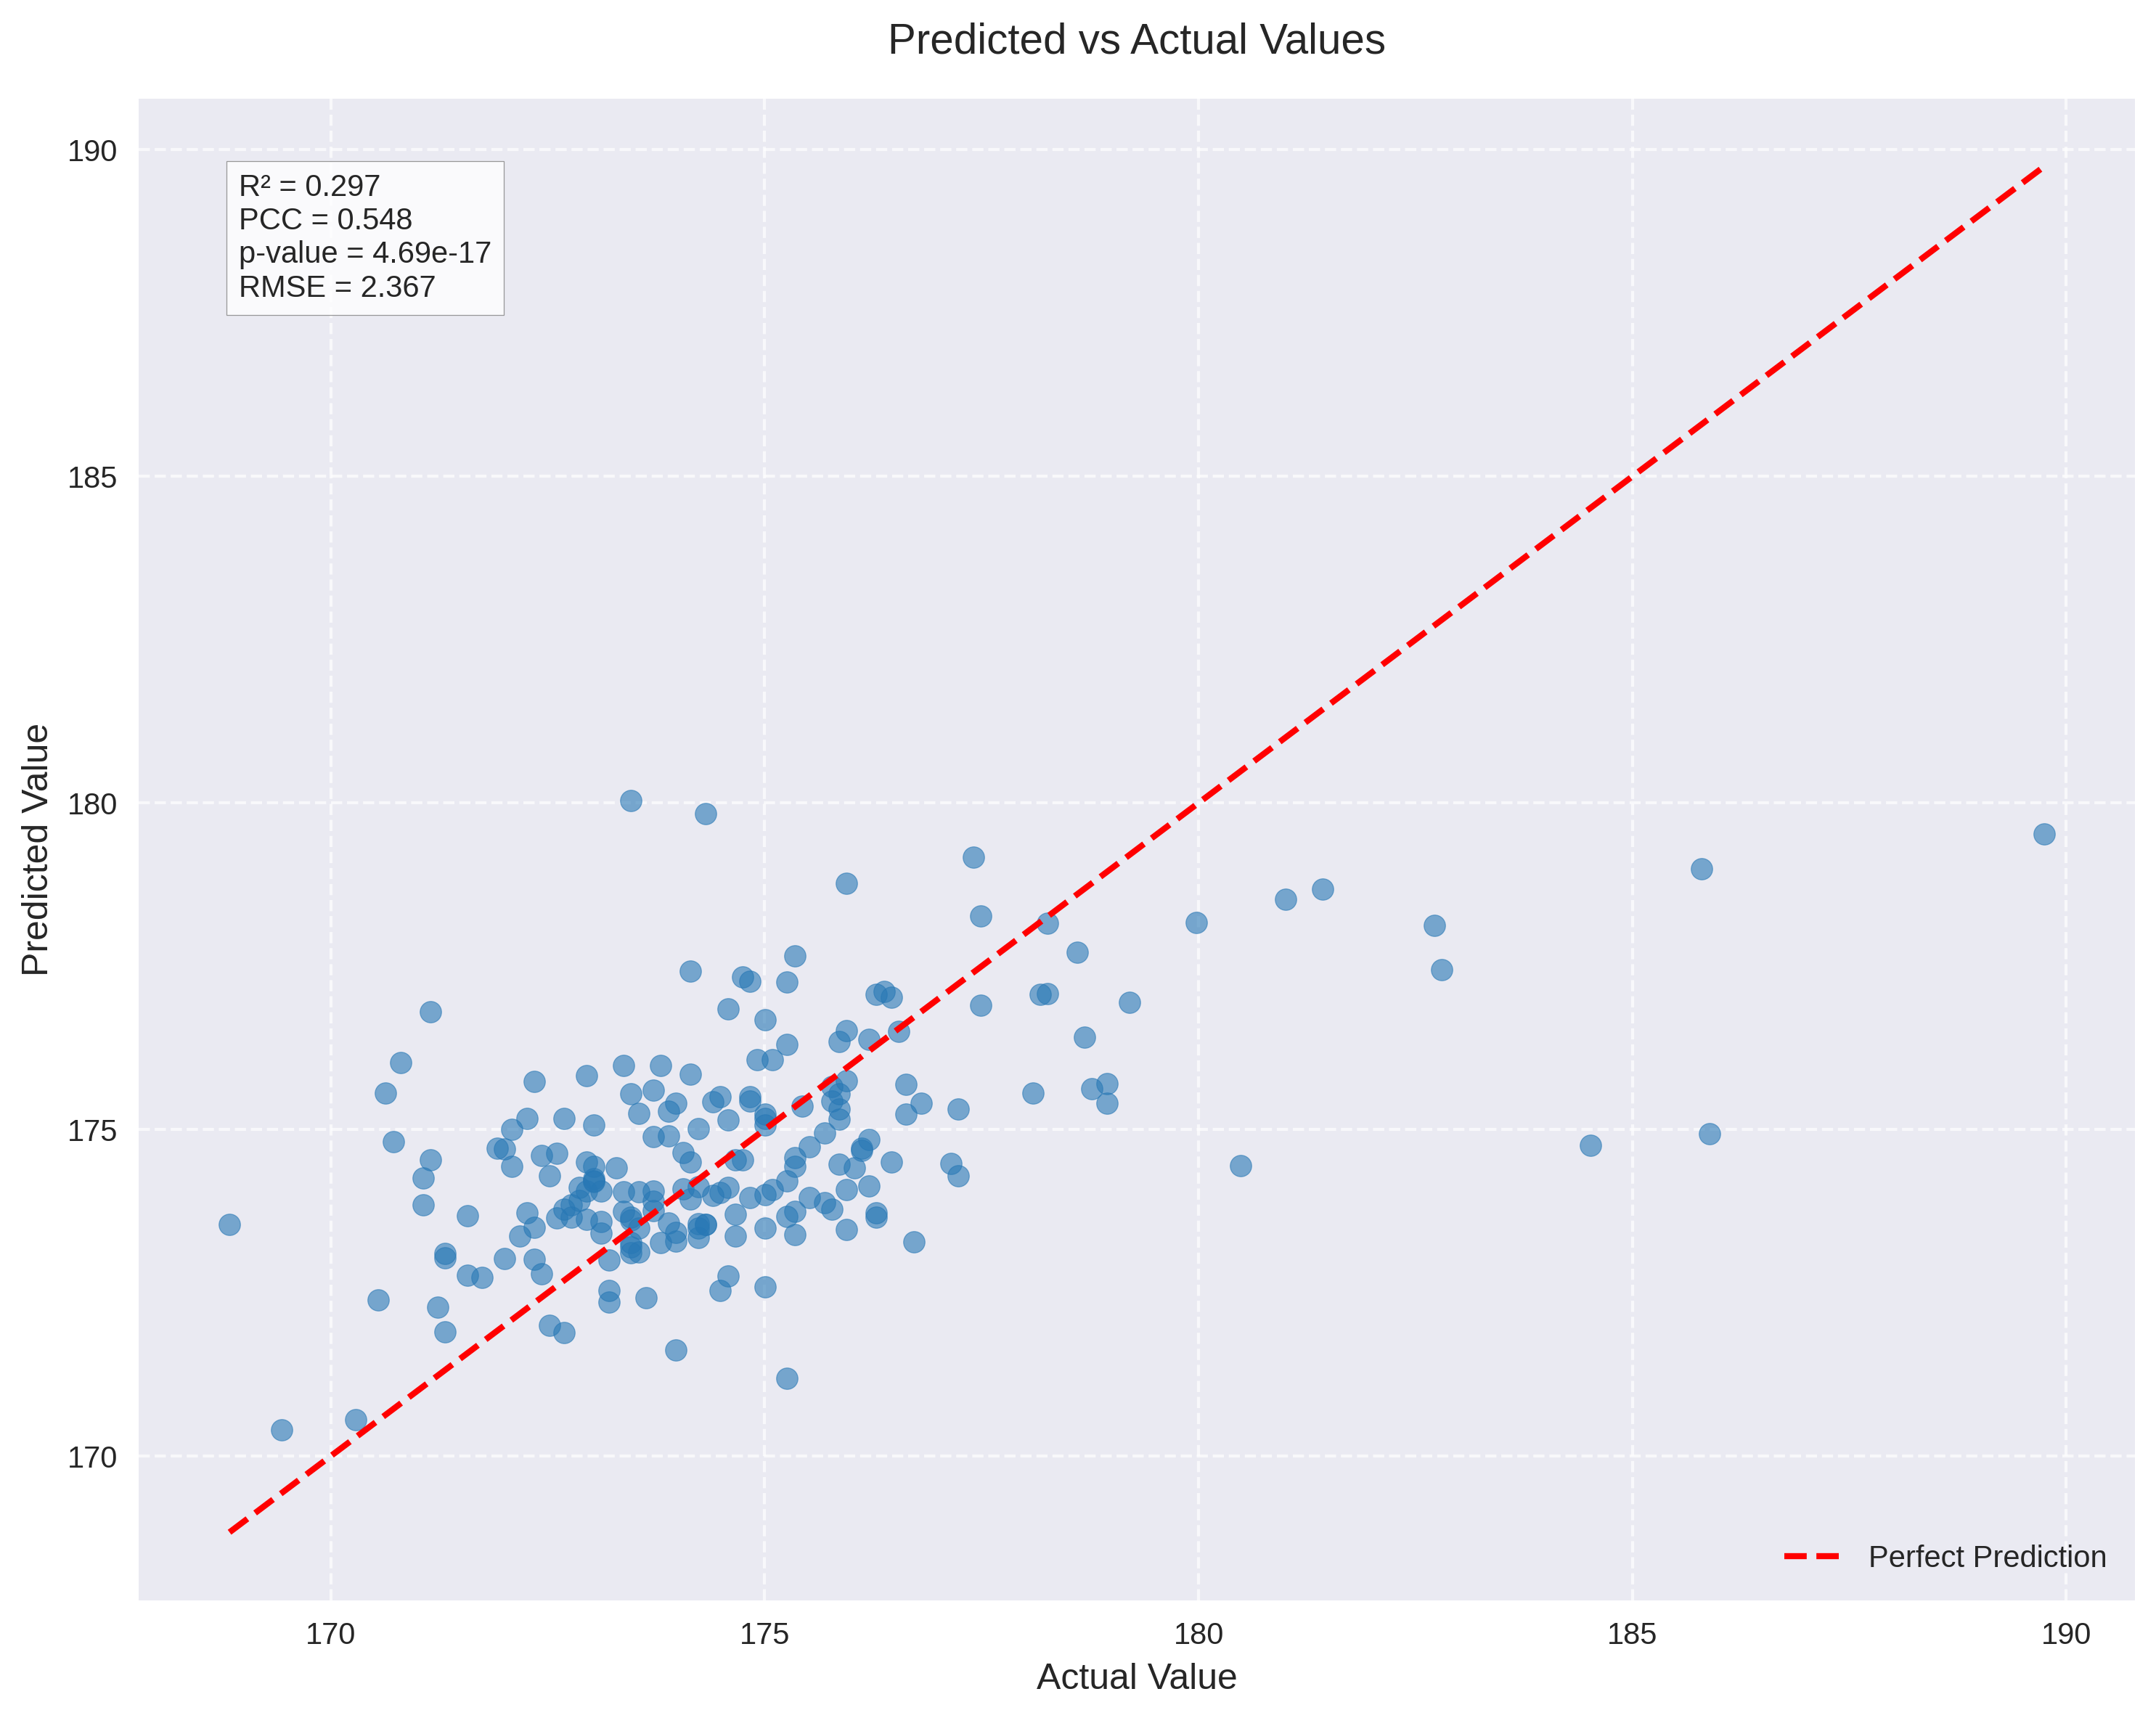 Predicted vs Actual Values
190
185
180
175
170
R² = 0.297
PCC = 0.548
p-value = 4.69e-17
RMSE = 2.367
Predicted Value
Perfect Prediction
170
175
180
185
190
Actual Value